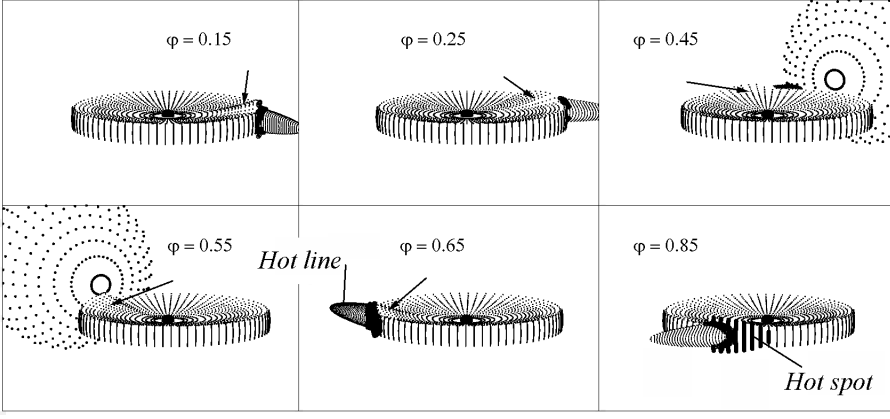 φ = 0.15
φ = 0.25
φ = 0.45
φ = 0.55
Hot line
φ = 0.65
φ = 0.85
Hot spot